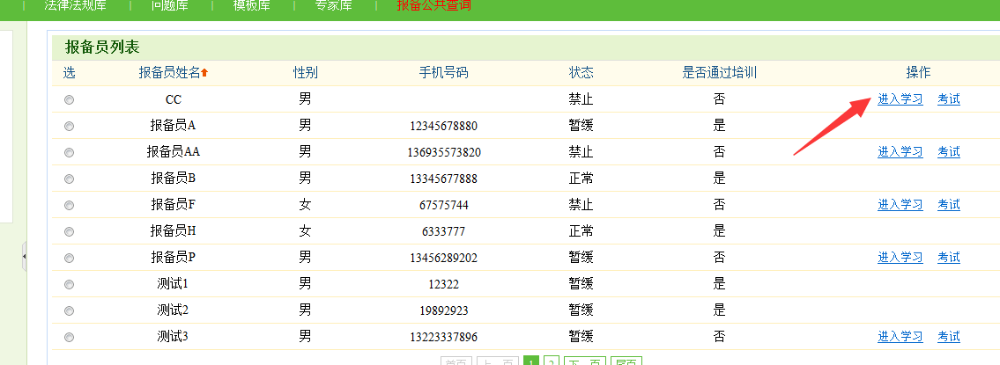 法律法规库 问题库 模板库 专家库 报备公共查询
报备员列表
选 报备员姓名 性别 手机号码 状态 是否通过培训 操作
CC 男 禁止 否 进入学习 考试
报备员A 男 12345678880 暂缓 是
报备员AA 男 136935573820 禁止 否 进入学习 考试
报备员B 男 13345677888 正常 是
报备员F 女 67575744 禁止 否 进入学习 考试
报备员H 女 6333777 正常 是
报备员P 男 13456289202 暂缓 否 进入学习 考试
测试1 男 12322 暂缓 是
测试2 男 19892923 暂缓 是
测试3 男 13223337896 暂缓 否 进入学习 考试
首页 上一页 1 2 下一页 尾页